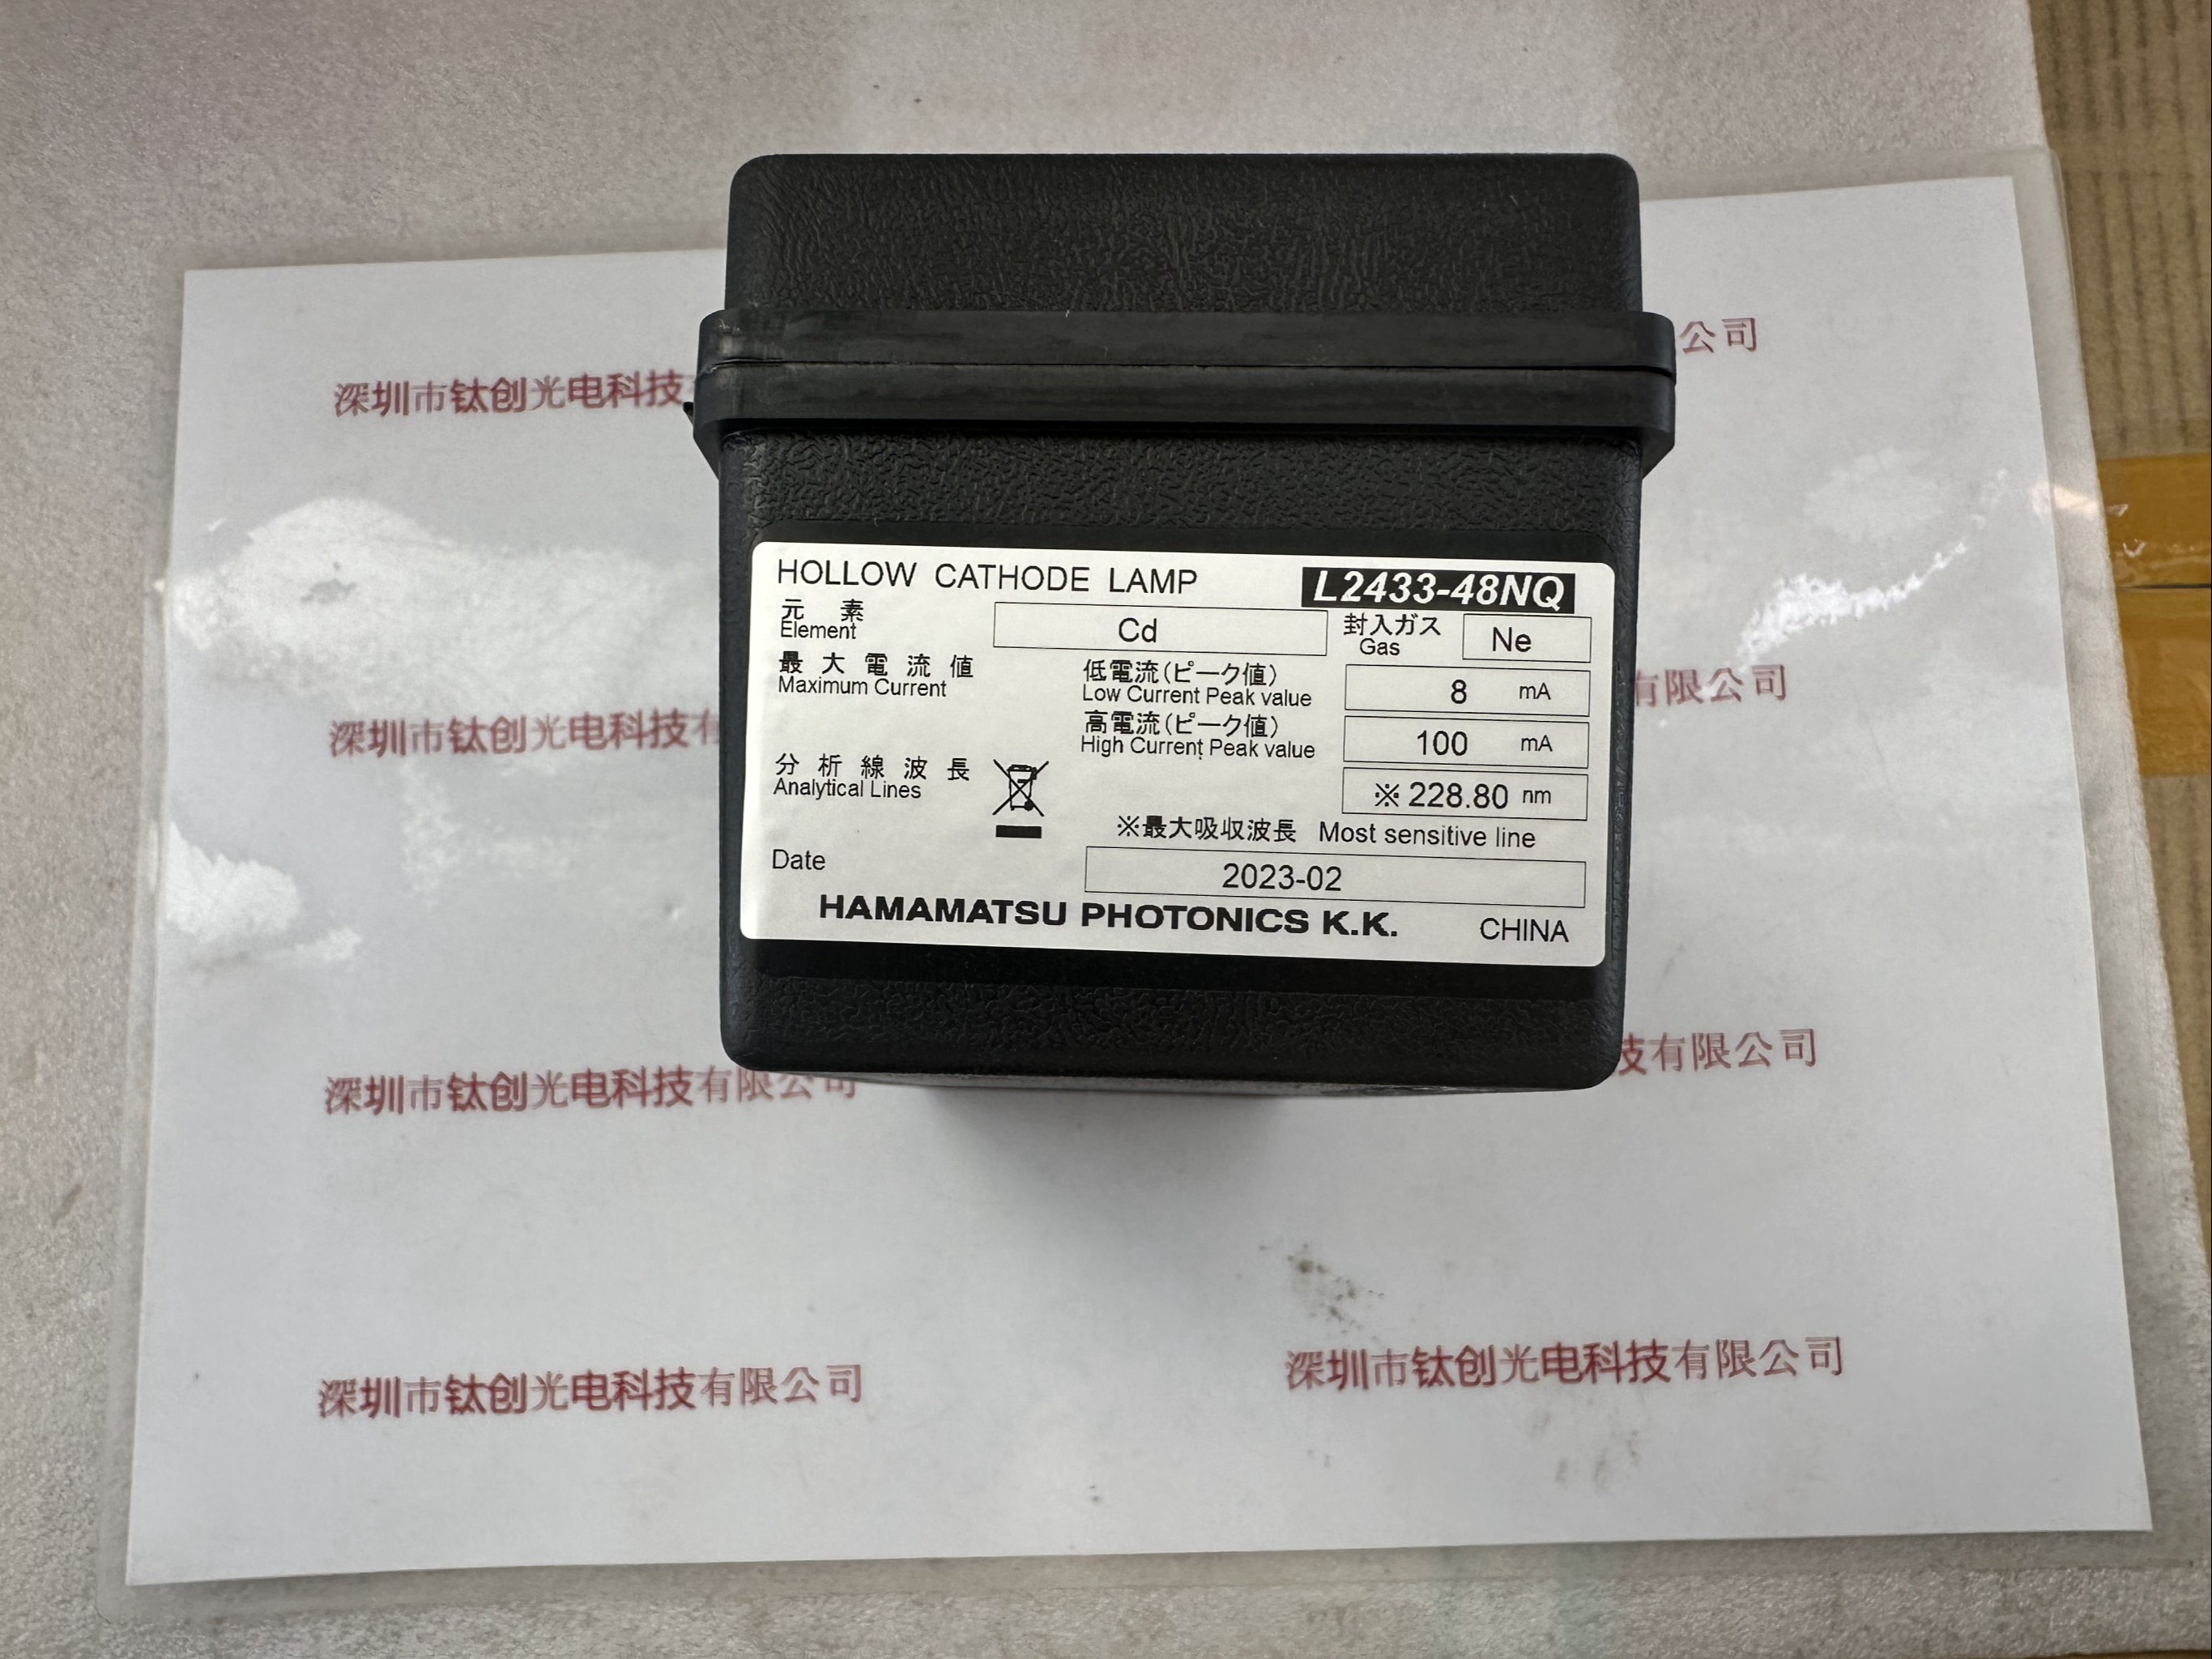 公司
深圳市钛创光电科技
HOLLOW CATHODE LAMP L2433-48NQ
元素 Cd 封入ガス Ne
Element Gas
最大電流値 低電流(ピーク値) 8 mA
Maximum Current Low Current Peak value
高電流(ピーク値) 100 mA
High Current Peak value
分析線波長 ※ 228.80 nm
Analytical Lines
※最大吸収波長 Most sensitive line
Date 2023-02
HAMAMATSU PHOTONICS K.K. CHINA
深圳市钛创光电科技有
有限公司
深圳市钛创光电科技有限公司
技有限公司
深圳市钛创光电科技有限公司
深圳市钛创光电科技有限公司